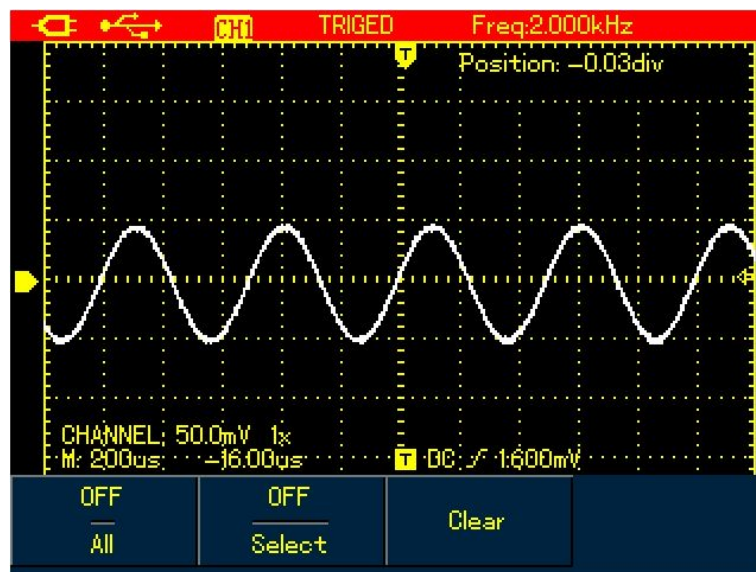 CH1 TRIGED Freq:2.000kHz
T
Position: -0.03div
CHANNEL: 50.0mV 1x
M: 200us -16.00us T DC 1.600mV
OFF OFF Clear
All Select